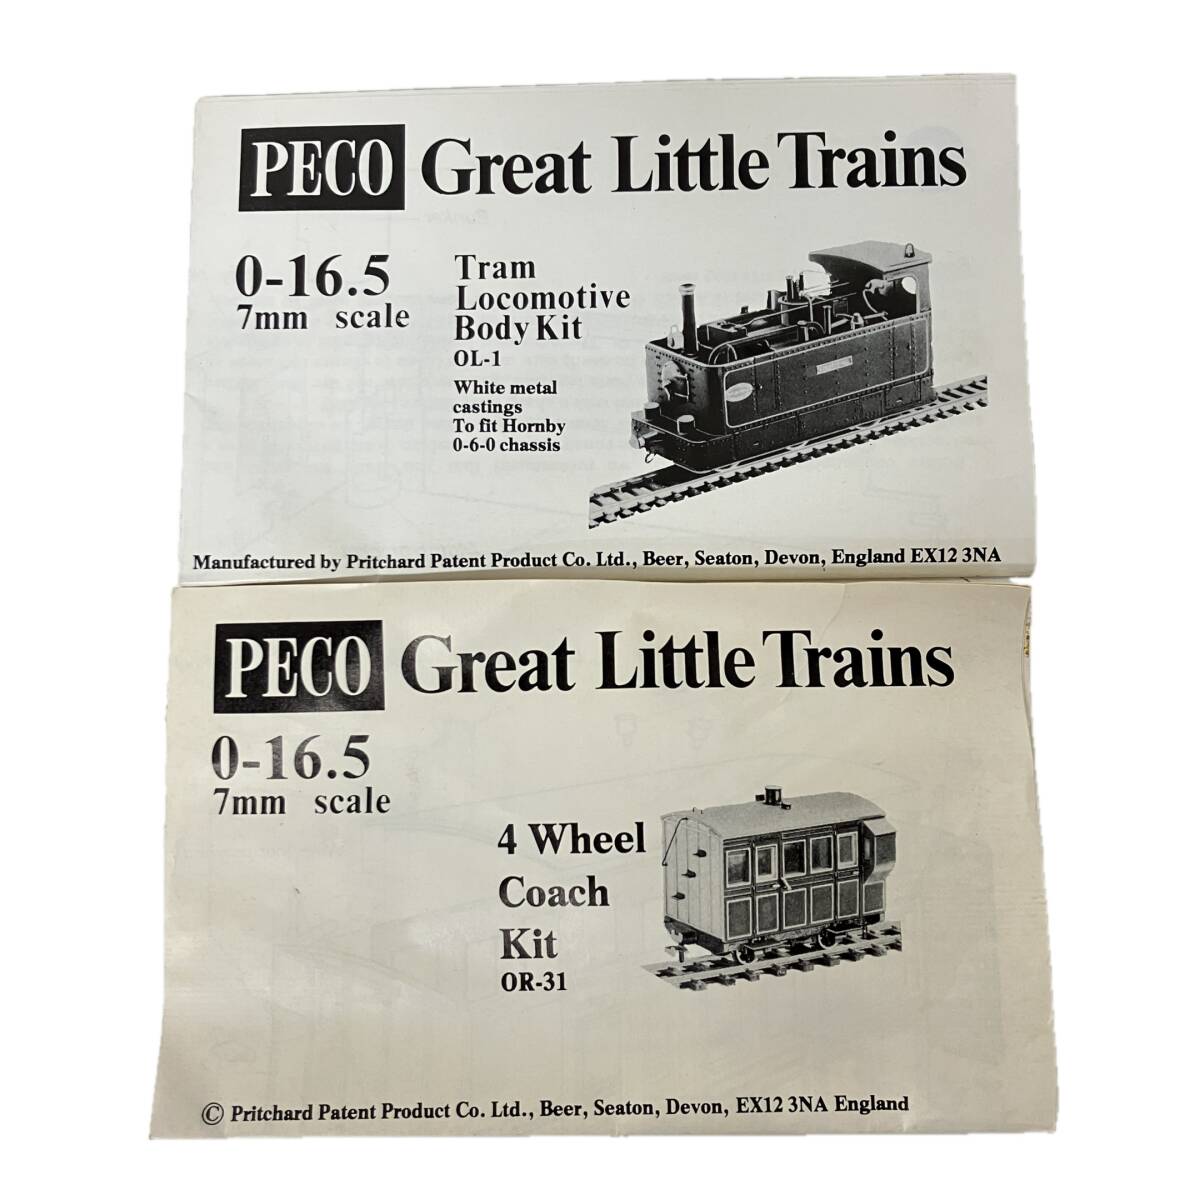 PECO Great Little Trains
0-16.5
7mm scale
Tram
Locomotive
Body Kit
OL-1
White metal
castings
To fit Hornby
0-6-0 chassis
Manufactured by Pritchard Patent Product Co. Ltd., Beer, Seaton, Devon, England EX12 3NA
PECO Great Little Trains
0-16.5
7mm scale
4 Wheel
Coach
Kit
OR-31
© Pritchard Patent Product Co. Ltd., Beer, Seaton, Devon, EX12 3NA England